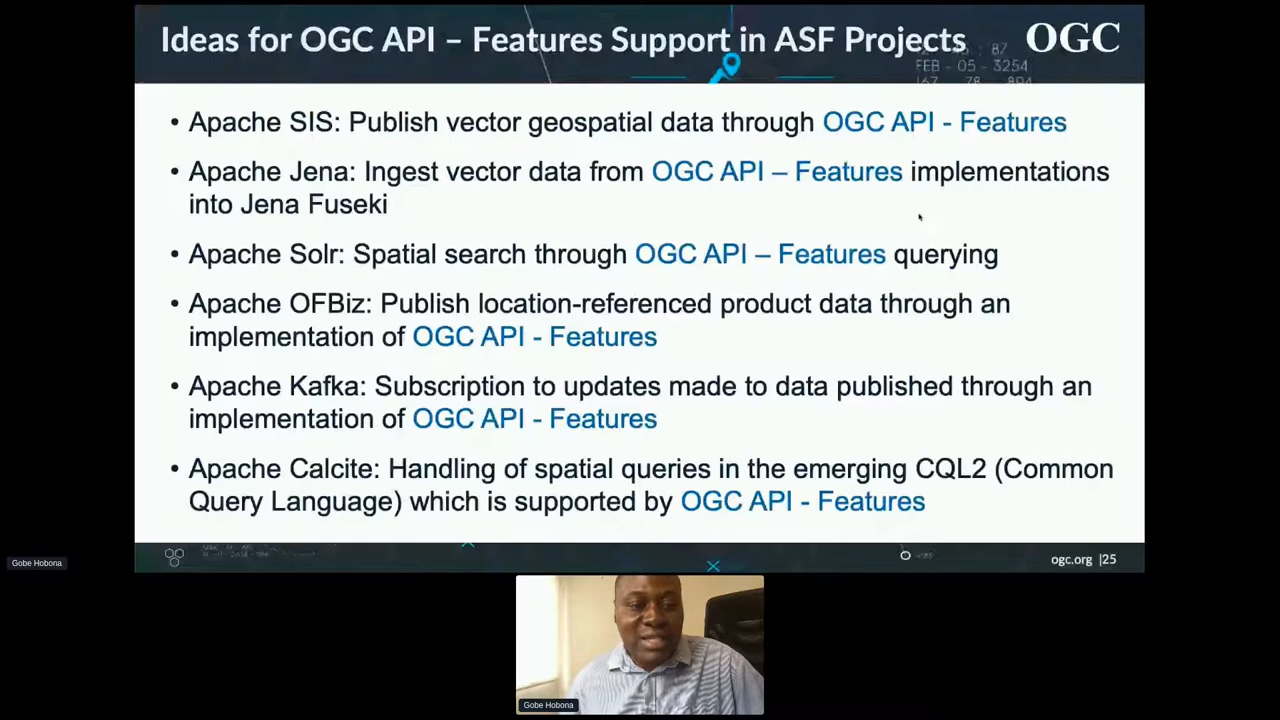 Ideas for OGC API – Features Support in ASF Projects
OGC
87
FEB - 05 - 3254
• Apache SIS: Publish vector geospatial data through OGC API - Features
• Apache Jena: Ingest vector data from OGC API – Features implementations
into Jena Fuseki
• Apache Solr: Spatial search through OGC API – Features querying
• Apache OFBiz: Publish location-referenced product data through an
implementation of OGC API - Features
• Apache Kafka: Subscription to updates made to data published through an
implementation of OGC API - Features
• Apache Calcite: Handling of spatial queries in the emerging CQL2 (Common
Query Language) which is supported by OGC API - Features
ogc.org |25
Gobe Hobona
Gobe Hobona